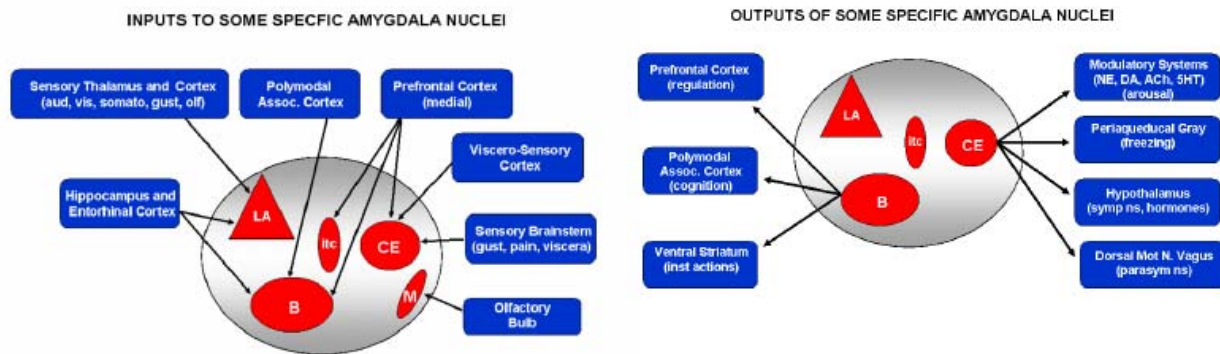 INPUTS TO SOME SPECFIC AMYGDALA NUCLEI
Sensory Thalamus and Cortex
(aud, vis, somato, gust, olf)
Polymodal
Assoc. Cortex
Prefrontal Cortex
(medial)
Viscero-Sensory
Cortex
Hippocampus and
Entorhinal Cortex
LA
itc
CE
Sensory Brainstem
(gust, pain, viscera)
B
M
Olfactory
Bulb
OUTPUTS OF SOME SPECIFIC AMYGDALA NUCLEI
Prefrontal Cortex
(regulation)
Modulatory Systems
(NE, DA, ACh, 5HT)
(arousal)
LA
itc
CE
Periaqueducal Gray
(freezing)
Polymodal
Assoc. Cortex
(cognition)
B
Hypothalamus
(symp ns, hormones)
Ventral Striatum
(inst actions)
Dorsal Mot N. Vagus
(parasym ns)